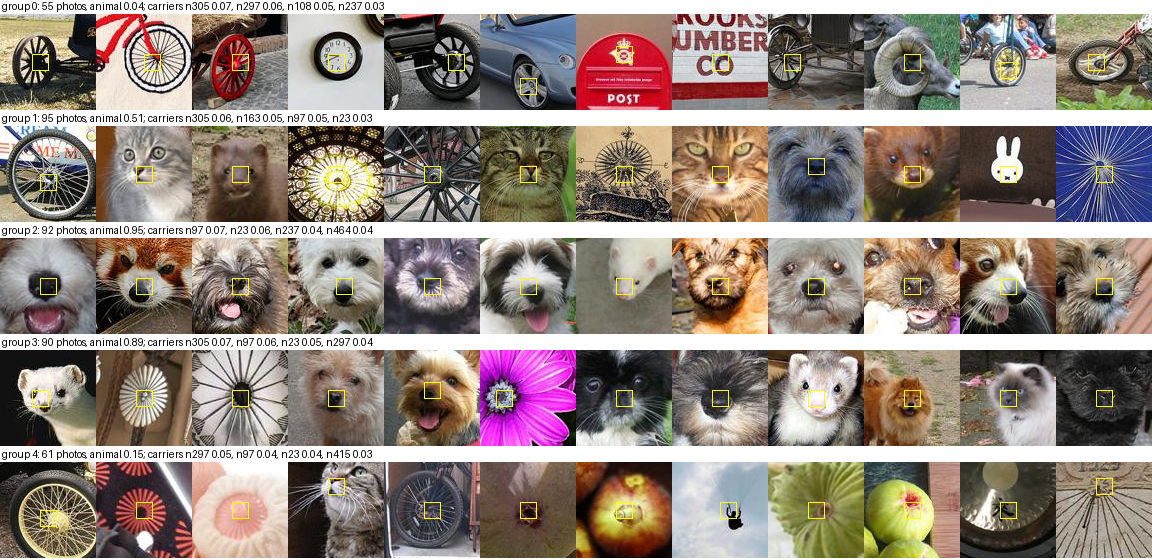 group 0: 55 photos, animal 0.04; carriers n305 0.07, n297 0.06, n108 0.05, n237 0.03
POST
ROOKS
UMBER
CO
group 1: 95 photos, animal 0.51; carriers n305 0.06, n163 0.05, n97 0.05, n23 0.03
group 2: 92 photos, animal 0.95; carriers n97 0.07, n23 0.06, n237 0.04, n464 0.04
group 3: 90 photos, animal 0.89; carriers n305 0.07, n97 0.06, n23 0.05, n297 0.04
group 4: 61 photos, animal 0.15; carriers n297 0.05, n97 0.04, n23 0.04, n415 0.03